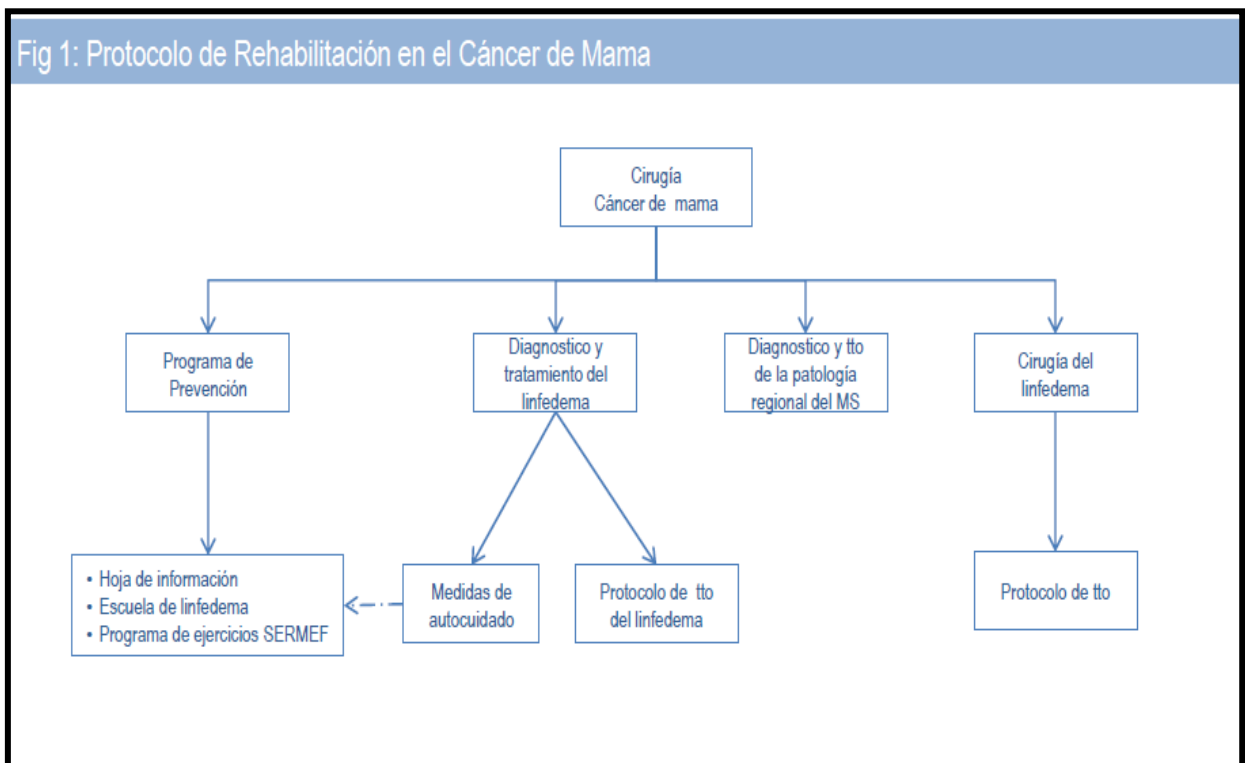 Fig 1: Protocolo de Rehabilitación en el Cáncer de Mama
Cirugía
Cáncer de mama
Programa de
Prevención
Diagnostico y
tratamiento del
linfedema
Diagnostico y tto
de la patología
regional del MS
Cirugía del
linfedema
• Hoja de información
• Escuela de linfedema
• Programa de ejercicios SERMEF
Medidas de
autocuidado
Protocolo de tto
del linfedema
Protocolo de tto